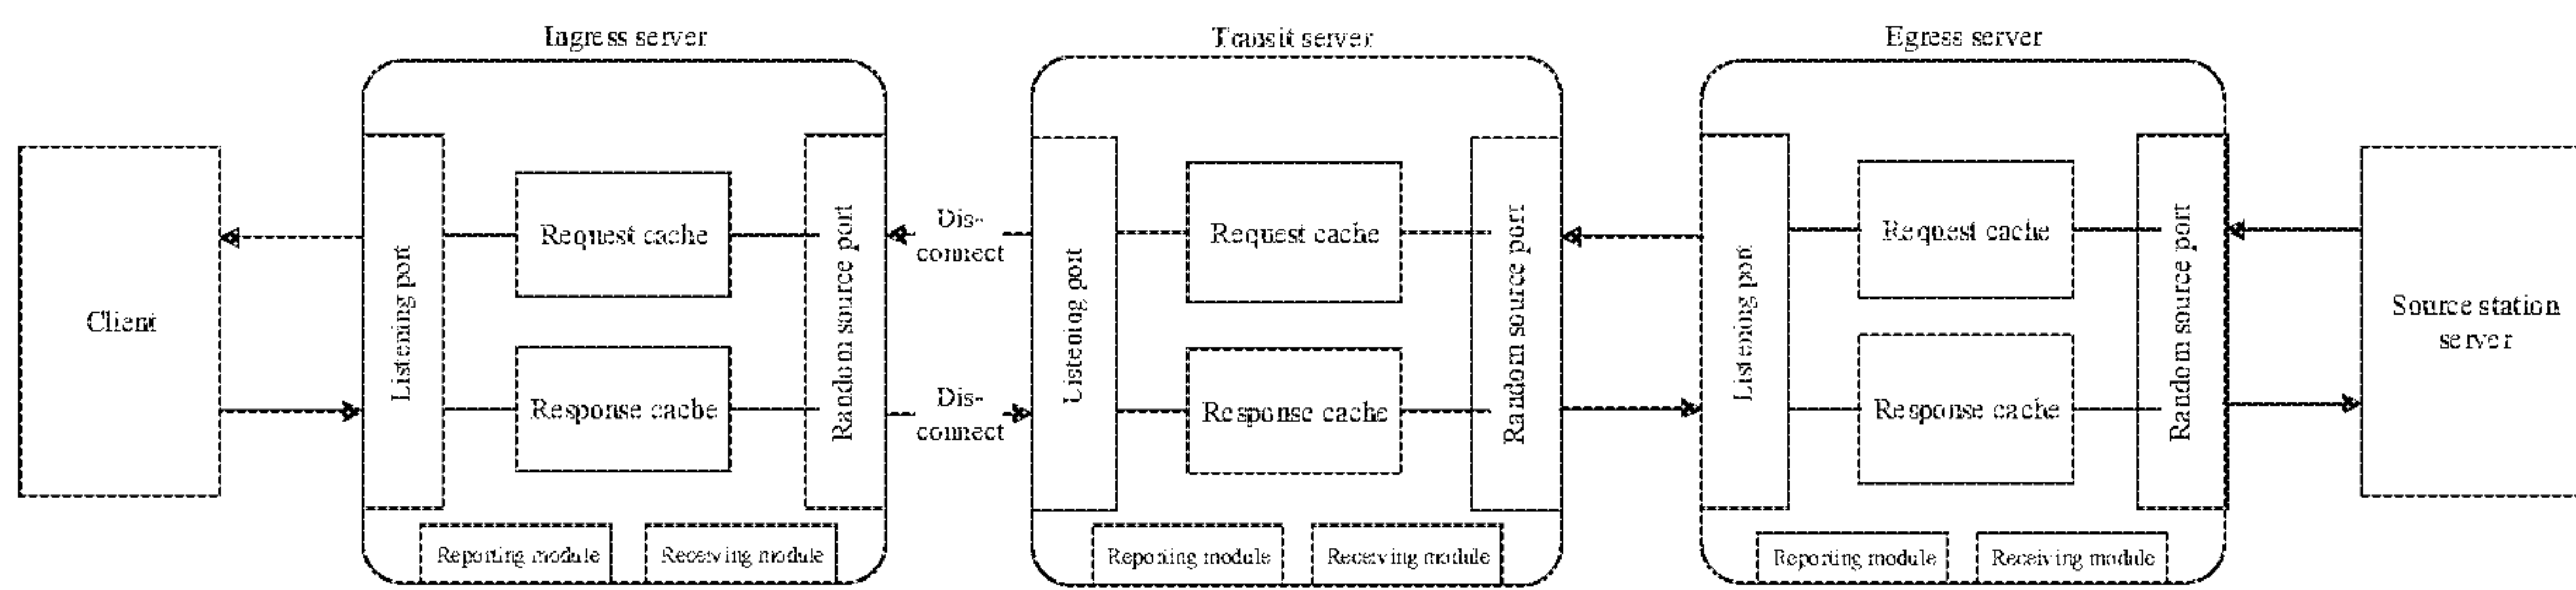 Ingress server
Transit server
Egress server
Client
Listening port
Request cache
Response cache
Random source port
Reporting module
Receiving module
Dis-
connect
Dis-
connect
Listening port
Request cache
Response cache
Random source port
Reporting module
Receiving module
Listening port
Request cache
Response cache
Random source port
Reporting module
Receiving module
Source station
server